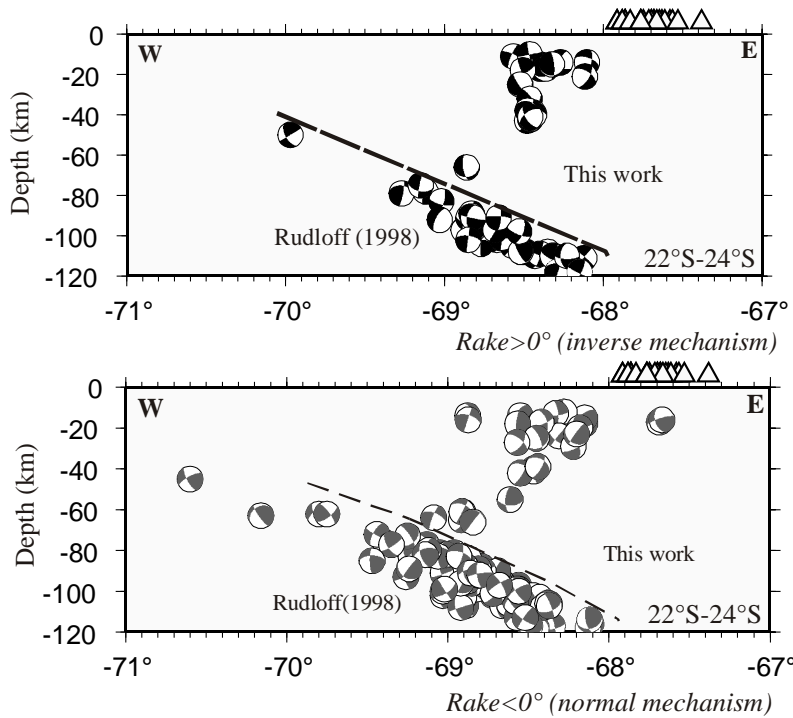 0
W
E
-20
-40
Depth (km)
-60
This work
-80
Rudloff (1998)
-100
22°S-24°S
-120
-71° -70° -69° -68° -67°
Rake>0° (inverse mechanism)
0
W
E
-20
-40
Depth (km)
-60
This work
-80
Rudloff(1998)
-100
22°S-24°S
-120
-71° -70° -69° -68° -67°
Rake<0° (normal mechanism)